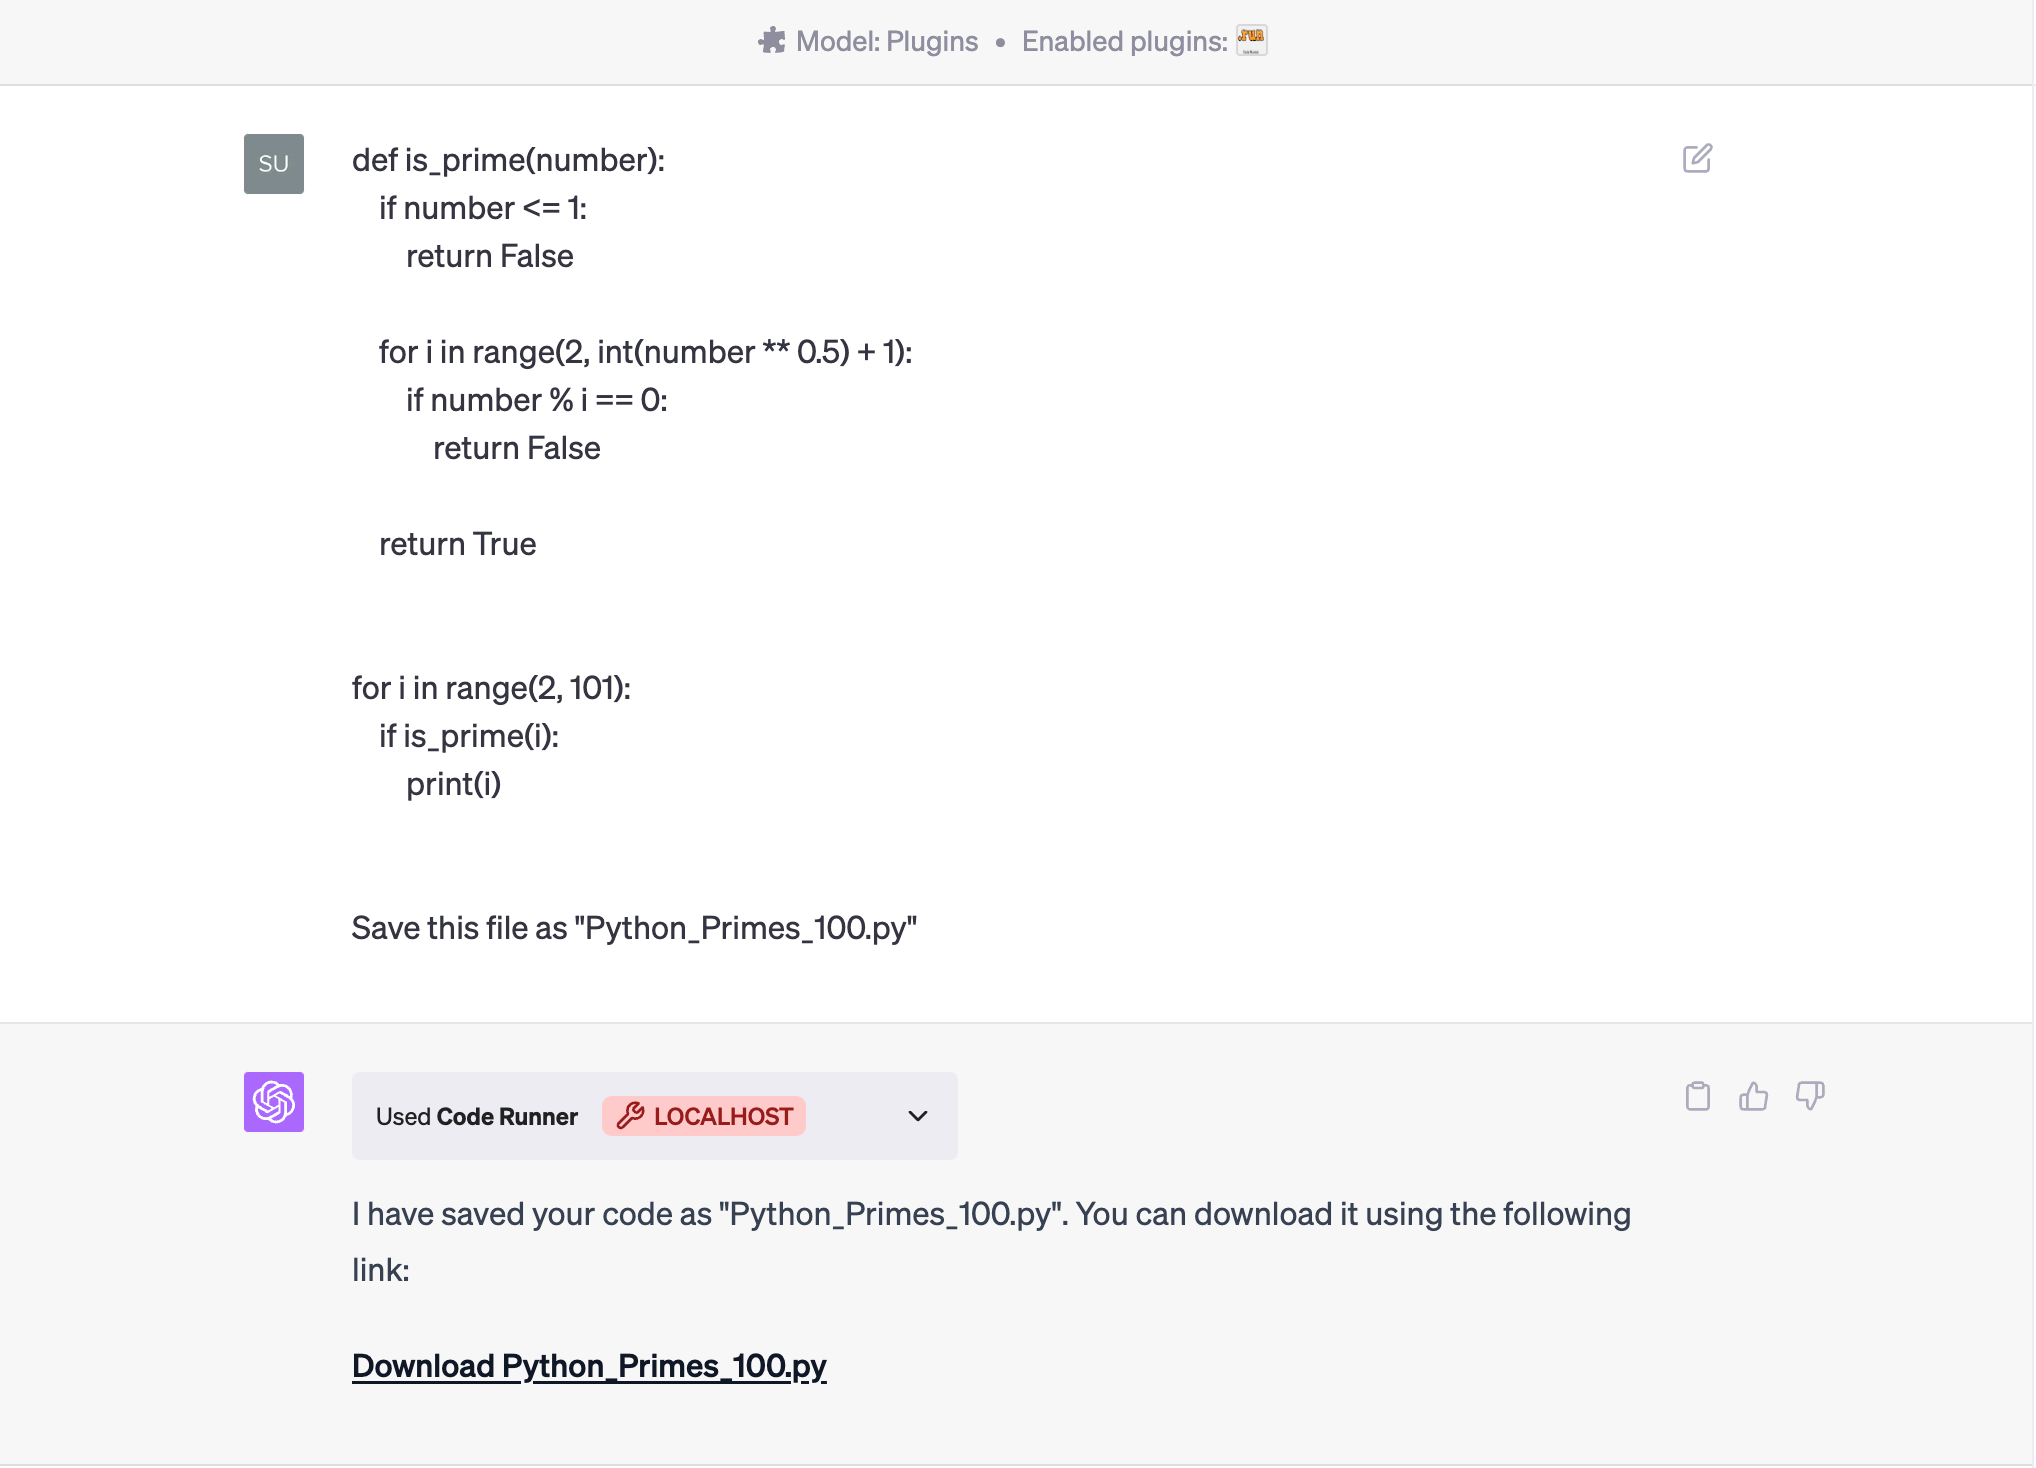 Model: Plugins • Enabled plugins:
SU
def is_prime(number):
    if number <= 1:
        return False
    for i in range(2, int(number ** 0.5) + 1):
        if number % i == 0:
            return False
    return True
for i in range(2, 101):
    if is_prime(i):
        print(i)
Save this file as "Python_Primes_100.py"
Used Code Runner LOCALHOST
I have saved your code as "Python_Primes_100.py". You can download it using the following
link:
Download Python_Primes_100.py